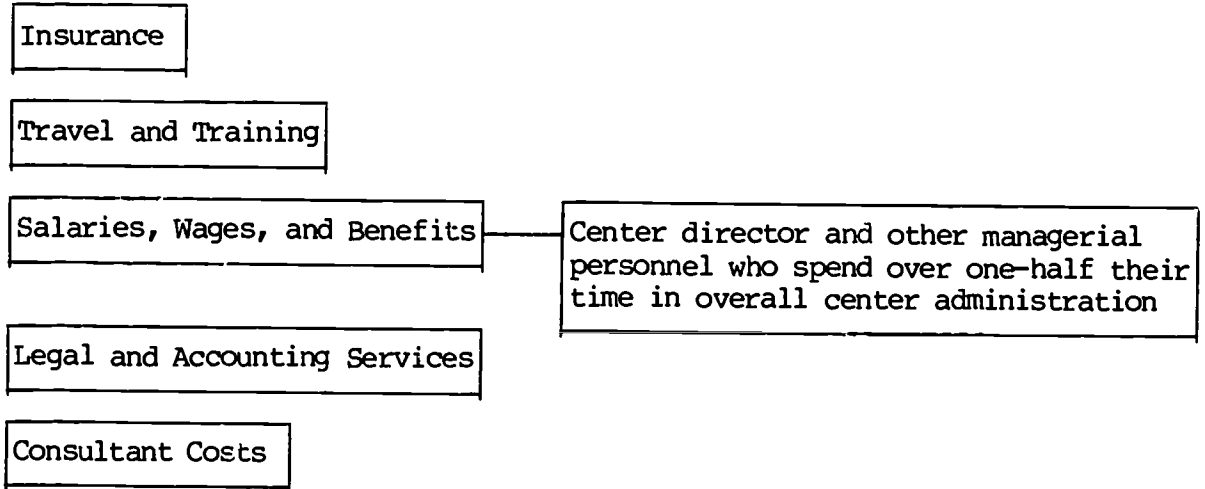 Insurance
Travel and Training
Salaries, Wages, and Benefits
Center director and other managerial
personnel who spend over one-half their
time in overall center administration
Legal and Accounting Services
Consultant Costs